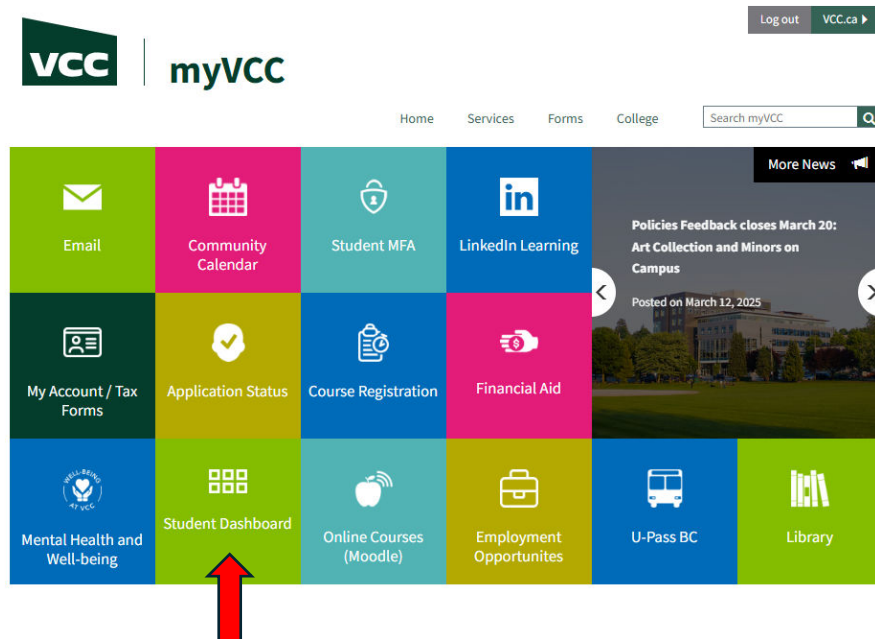 Log out
VCC.ca
VCC
myVCC
Home
Services
Forms
College
Search myVCC
Email
Community
Calendar
Student MFA
LinkedIn Learning
in
More News
Policies Feedback closes March 20:
Art Collection and Minors on
Campus
Posted on March 12, 2025
My Account / Tax
Forms
Application Status
Course Registration
$
Financial Aid
WELL-BEING
AT VCC
Mental Health and
Well-being
Student Dashboard
Online Courses
(Moodle)
Employment
Opportunites
U-Pass BC
Library